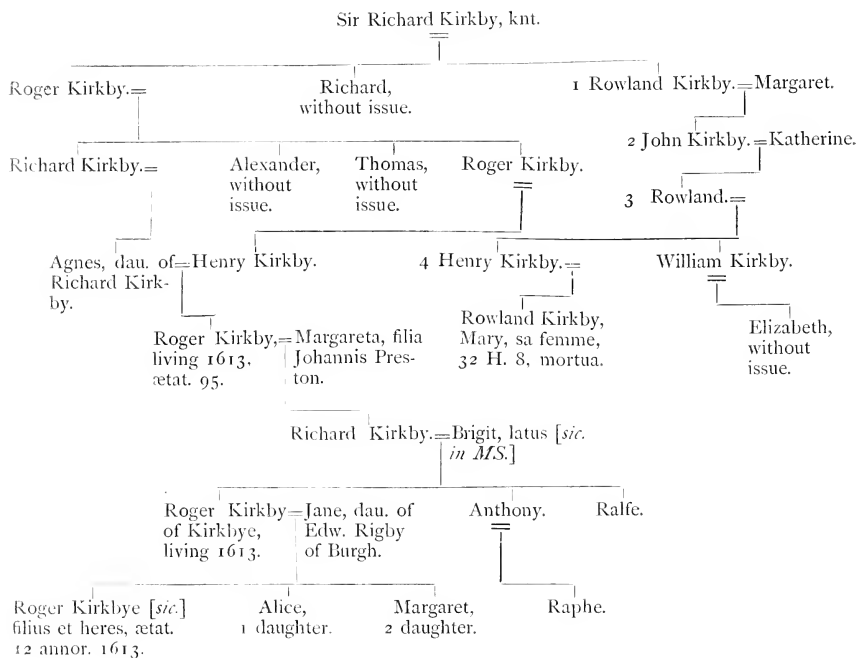 Sir Richard Kirkby, knt.
Roger Kirkby.=
Richard,
without issue.
1 Rowland Kirkby.=Margaret.
2 John Kirkby.=Katherine.
Richard Kirkby.=
Alexander,
without
issue.
Thomas,
without
issue.
Roger Kirkby.
3 Rowland.=
Agnes, dau. of=Henry Kirkby.
Richard Kirk-
by.
4 Henry Kirkby.=
William Kirkby.
Rowland Kirkby,
Mary, sa femme,
32 H. 8, mortua.
Elizabeth,
without
issue.
Roger Kirkby,=Margareta, filia
living 1613, Johannis Pres-
ætat. 95. ton.
Richard Kirkby.=Brigit, latus [sic.
in MS.]
Roger Kirkby=Jane, dau. of
of Kirkbye, Edw. Rigby
living 1613. of Burgh.
Anthony.
Ralfe.
Roger Kirkbye [sic.]
filius et heres, ætat.
12 annor. 1613.
Alice,
1 daughter.
Margaret,
2 daughter.
Raphe.